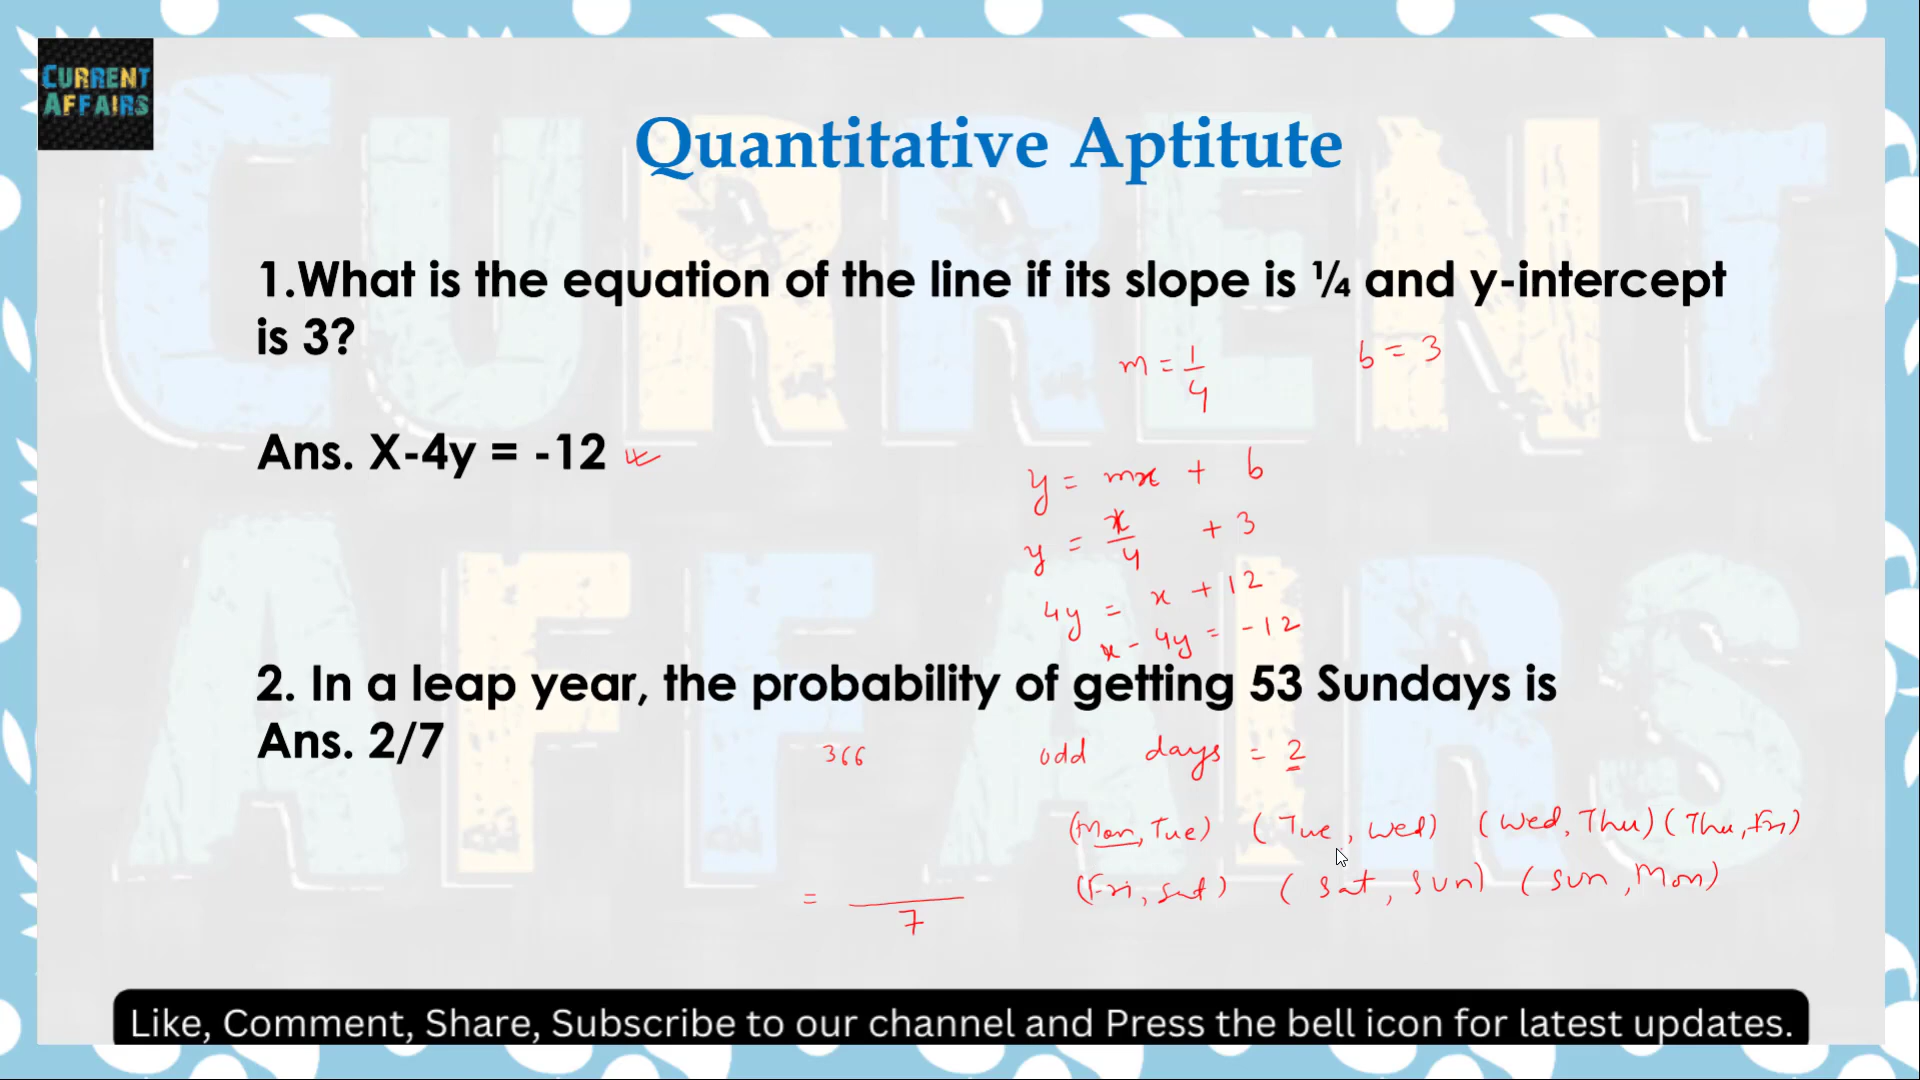 CURRENT
AFFAIRS
Quantitative Aptitute
1.What is the equation of the line if its slope is ¼ and y-intercept
is 3?
m = 1/4 b = 3
Ans. X-4y = -12
y = mx + b
y = x/4 + 3
4y = x + 12
x - 4y = -12
2. In a leap year, the probability of getting 53 Sundays is
Ans. 2/7
366 odd days = 2
(Mon, Tue) (Tue, Wed) (Wed, Thu) (Thu, Fri)
(Fri, Sat) (Sat, Sun) (Sun, Mon)
= /7
Like, Comment, Share, Subscribe to our channel and Press the bell icon for latest updates.
CURRENT
AFFAIRS